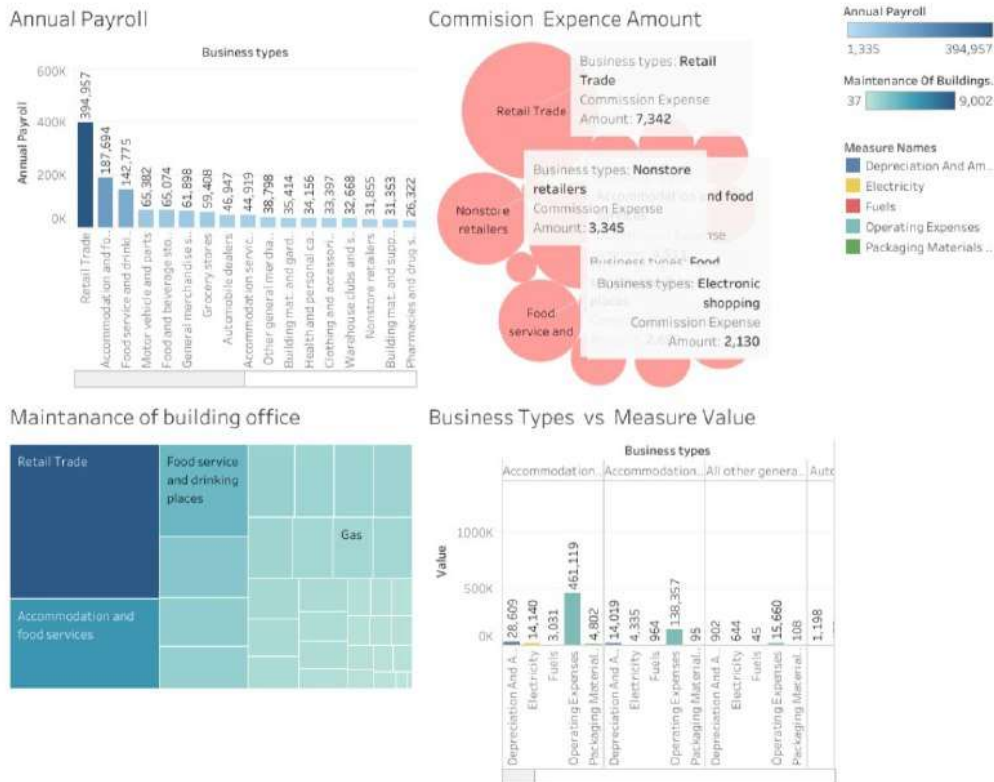 Annual Payroll
Business types
600K
400K
200K
0K
Annual Payroll
394,957
187,694
142,775
65,382
65,074
61,898
59,408
46,947
44,919
38,798
35,414
34,156
33,397
32,668
31,855
31,353
26,322
Retail Trade
Accommodation and fo..
Food service and drinki..
Motor vehicle and parts
Food and beverage sto..
General merchandise s..
Grocery stores
Automobile dealers
Accommodation servic..
Other general mercha..
Building mat. and gard..
Health and personal ca..
Clothing and accessori..
Warehouse clubs and s..
Nonstore retailers
Building mat. and supp..
Pharmacies and drug s..
Commision Expence Amount
Retail Trade
Business types: Retail
Trade
Commission Expense
Amount: 7,342
Nonstore
retailers
Business types: Nonstore
retailers
Commission Expense
Amount: 3,345
and food
Business types: Food
Food
service and
Business types: Electronic
shopping
Commission Expense
Amount: 2,130
Annual Payroll
1,335 394,957
Maintenance Of Buildings.
37 9,002
Measure Names
Depreciation And Am...
Electricity
Fuels
Operating Expenses
Packaging Materials ..
Maintanance of building office
Retail Trade
Food service
and drinking
places
Gas
Accommodation and
food services
Business Types vs Measure Value
Business types
Accommodation.. Accommodation.. All other genera.. Auto
1000K
500K
0K
Value
28,609
14,140
3,031
461,119
4,802
14,019
4,335
964
138,357
95
902
644
45
15,660
108
1,198
Depreciation And A..
Electricity
Fuels
Operating Expenses
Packaging Material..
Depreciation And A..
Electricity
Fuels
Operating Expenses
Packaging Material..
Depreciation And A..
Electricity
Fuels
Operating Expenses
Packaging Material..
Depreciation And A..